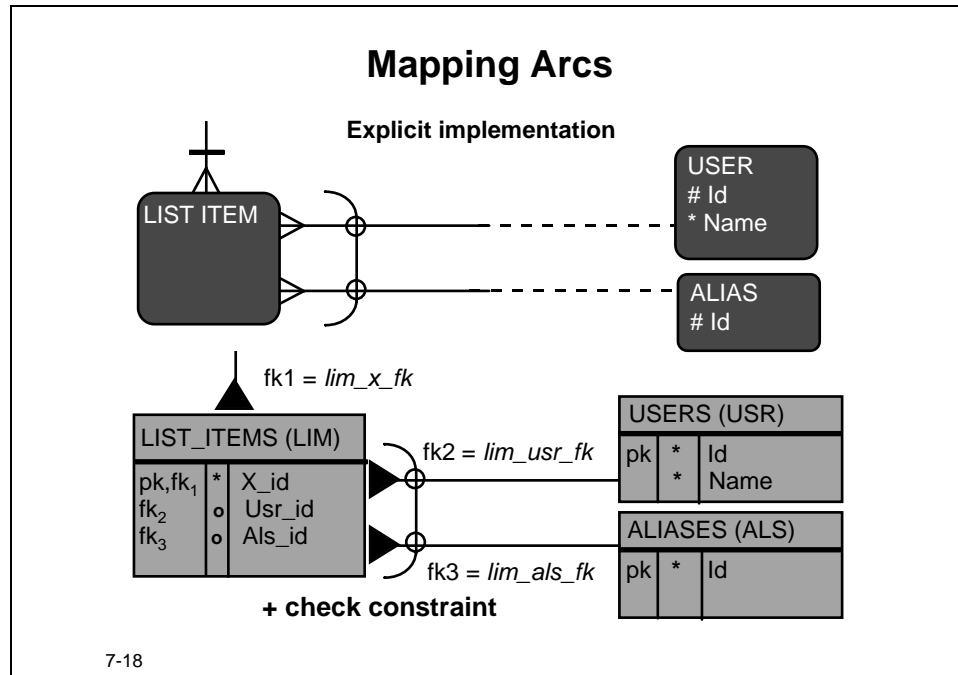 Mapping Arcs
Explicit implementation
LIST ITEM
USER
# Id
* Name
ALIAS
# Id
fk1 = lim_x_fk
LIST_ITEMS (LIM)
pk,fk1 * X_id
fk2 o Usr_id
fk3 o Als_id
fk2 = lim_usr_fk
fk3 = lim_als_fk
USERS (USR)
pk * Id
* Name
ALIASES (ALS)
pk * Id
+ check constraint
7-18